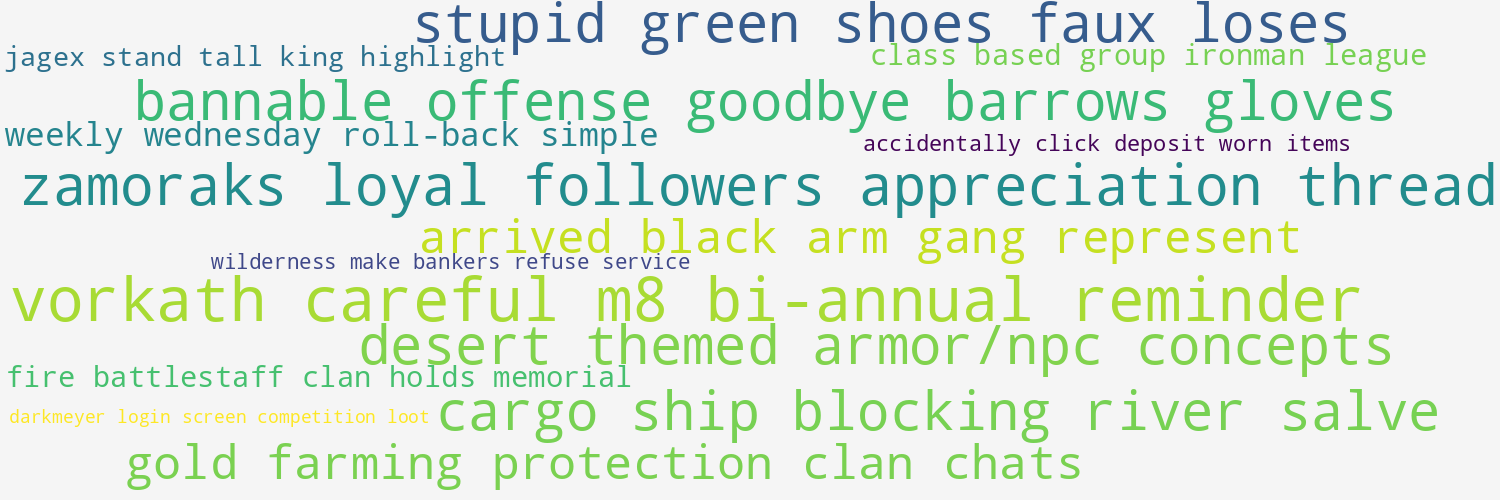 stupid green shoes faux loses
jagex stand tall king highlight
class based group ironman league
bannable offense goodbye barrows gloves
weekly wednesday roll-back simple
accidentally click deposit worn items
zamoraks loyal followers appreciation thread
arrived black arm gang represent
wilderness make bankers refuse service
vorkath careful m8 bi-annual reminder
desert themed armor/npc concepts
fire battlestaff clan holds memorial
darkmeyer login screen competition loot
cargo ship blocking river salve
gold farming protection clan chats